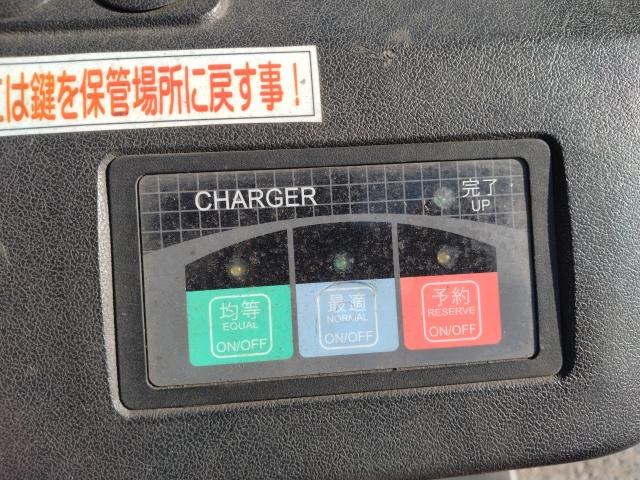 は鍵を保管場所に戻す事！
CHARGER
完了
UP
均等
EQUAL
ON/OFF
最適
NORMAL
ON/OFF
予約
RESERVE
ON/OFF